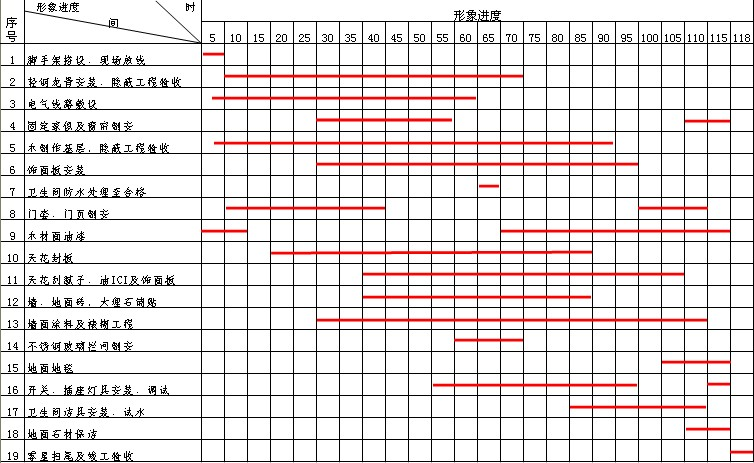 形象进度 时
间
序号
形象进度
5 10 15 20 25 30 35 40 45 50 55 60 65 70 75 80 85 90 95 100 105 110 115 118
1 脚手架搭设、现场放线
2 轻钢龙骨安装、隐蔽工程验收
3 电气线路敷设
4 固定家俱及窗帘制安
5 木制作基层、隐蔽工程验收
6 饰面板安装
7 卫生间防水处理至合格
8 门套、门页制安
9 木材面油漆
10 天花封板
11 天花刮腻子、油ICI及饰面板
12 墙、地面砖、大理石铺贴
13 墙面涂料及裱糊工程
14 不锈钢玻璃拦河制安
15 地面地毯
16 开关、插座灯具安装、调试
17 卫生间洁具安装、试水
18 地面石材保洁
19 零星扫尾及竣工验收